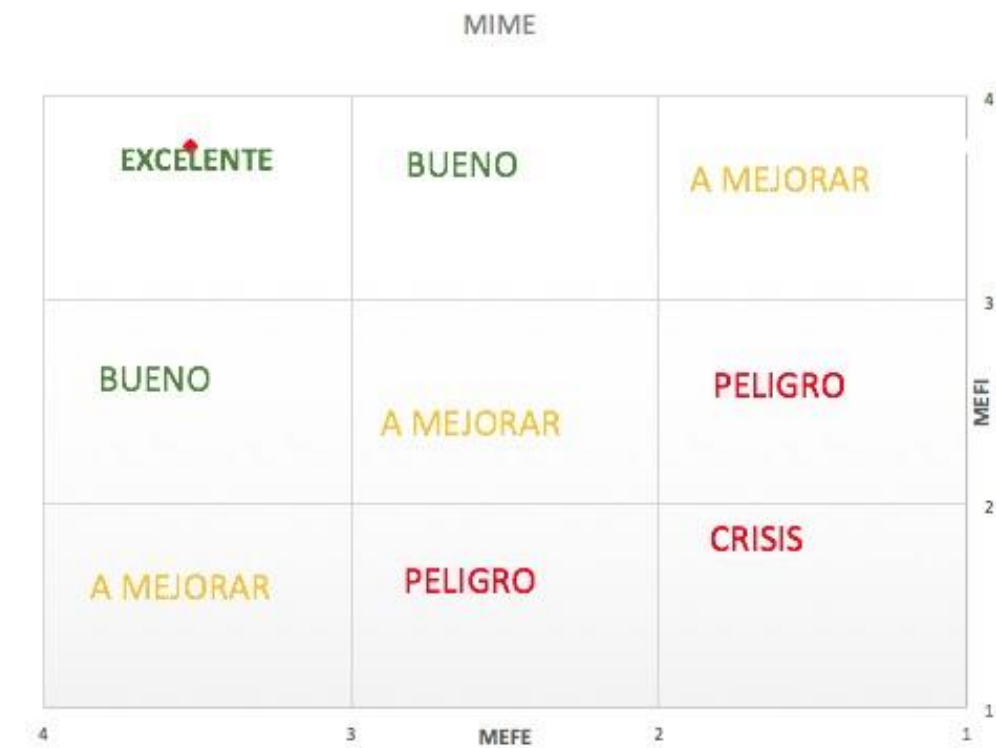 MIME
4
EXCELENTE
BUENO
A MEJORAR
3
BUENO
A MEJORAR
PELIGRO
MEFI
2
A MEJORAR
PELIGRO
CRISIS
1
4
3
MEFE
2
1